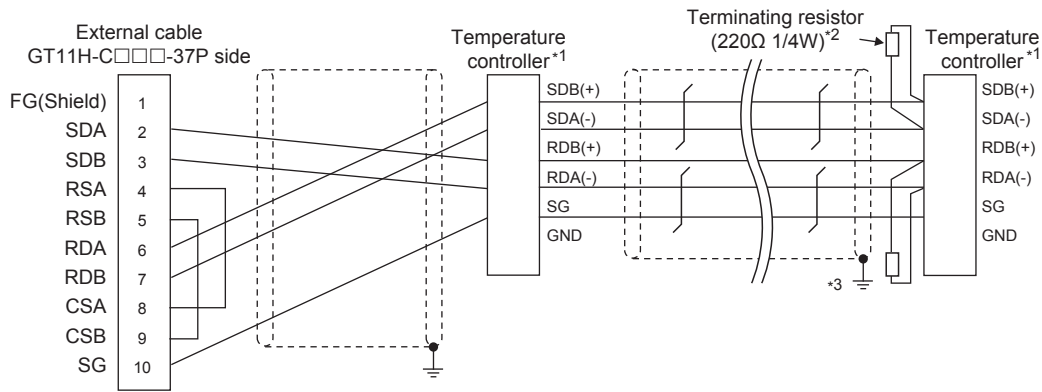 External cable
GT11H-C□□□-37P side
FG(Shield) 1
SDA 2
SDB 3
RSA 4
RSB 5
RDA 6
RDB 7
CSA 8
CSB 9
SG 10
Temperature
controller*1
SDB(+)
SDA(-)
RDB(+)
RDA(-)
SG
GND
Terminating resistor
(220Ω 1/4W)*2
*3
Temperature
controller*1
SDB(+)
SDA(-)
RDB(+)
RDA(-)
SG
GND